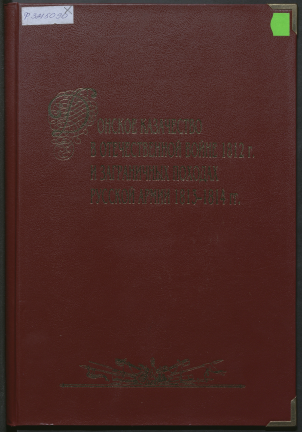 Донское казачество
в Отечественной войне 1812 г.
и заграничных походах
русской армии 1813–1814 гг.